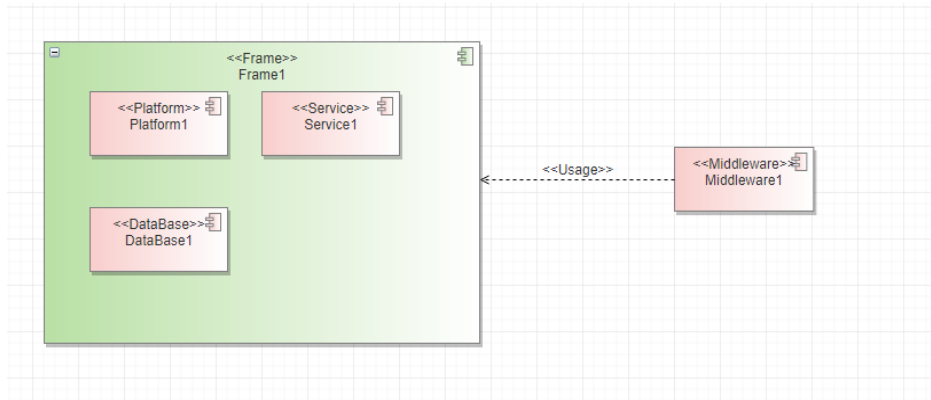 <<Frame>>
Frame1
<<Platform>>
Platform1
<<Service>>
Service1
<<DataBase>>
DataBase1
<<Usage>>
<<Middleware>>
Middleware1